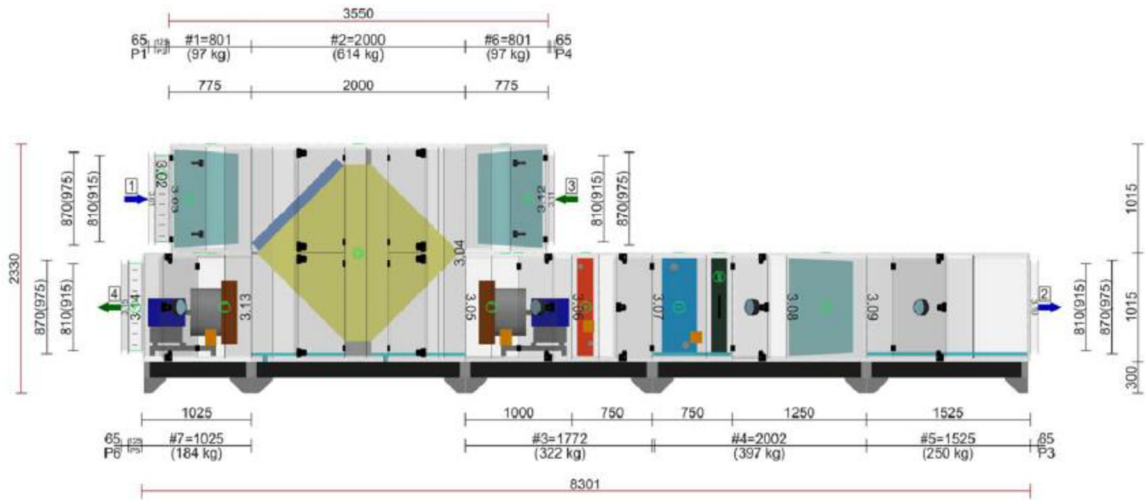 3550
65 #1=801 #2=2000 #6=801 65
P1 (97 kg) (614 kg) (97 kg) P4
775 2000 775
870(975) 810(915) 1 3.02 3.03 3.12 3 810(915) 870(975) 1015
2330
3.04
870(975) 810(915) 4 3.14 3.13 3.05 3.06 3.07 3.08 3.09 2 810(915) 870(975) 1015
300
1025 1000 750 750 1250 1525
65 #7=1025 #3=1772 #4=2002 #5=1525 65
P6 (184 kg) (322 kg) (397 kg) (250 kg) P3
8301